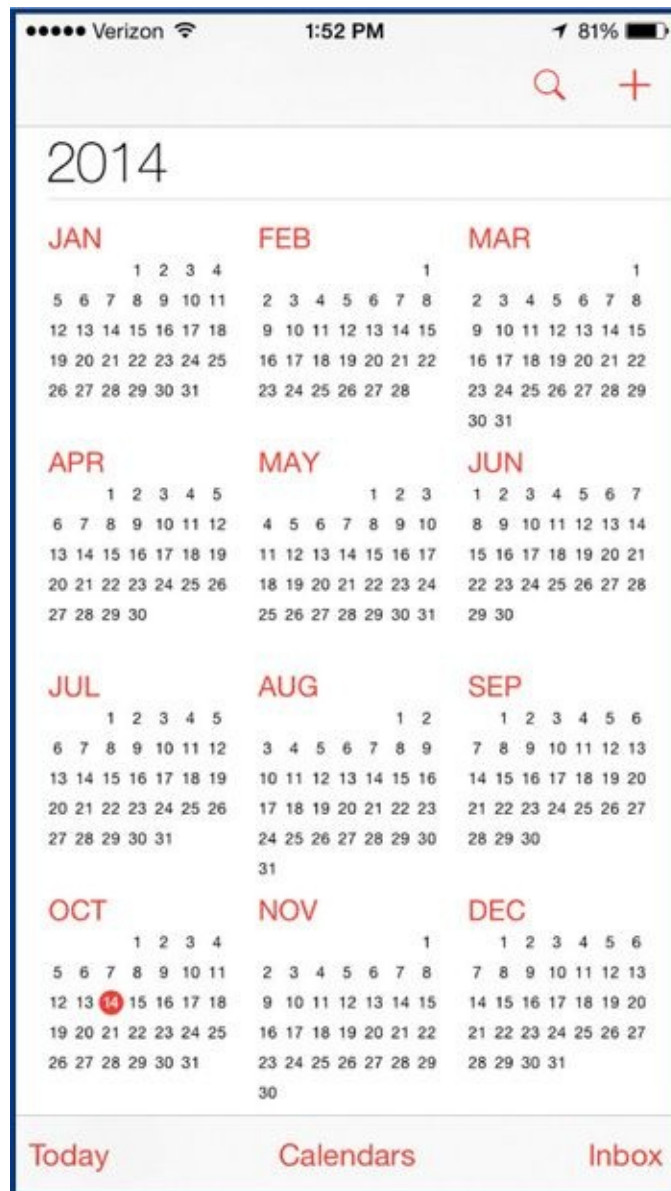 Verizon 1:52 PM 81%
2014
JAN FEB MAR
1 2 3 4 1 1
5 6 7 8 9 10 11 2 3 4 5 6 7 8 2 3 4 5 6 7 8
12 13 14 15 16 17 18 9 10 11 12 13 14 15 9 10 11 12 13 14 15
19 20 21 22 23 24 25 16 17 18 19 20 21 22 16 17 18 19 20 21 22
26 27 28 29 30 31 23 24 25 26 27 28 23 24 25 26 27 28 29
30 31
APR MAY JUN
1 2 3 4 5 1 2 3 1 2 3 4 5 6 7
6 7 8 9 10 11 12 4 5 6 7 8 9 10 8 9 10 11 12 13 14
13 14 15 16 17 18 19 11 12 13 14 15 16 17 15 16 17 18 19 20 21
20 21 22 23 24 25 26 18 19 20 21 22 23 24 22 23 24 25 26 27 28
27 28 29 30 25 26 27 28 29 30 31 29 30
JUL AUG SEP
1 2 3 4 5 1 2 1 2 3 4 5 6
6 7 8 9 10 11 12 3 4 5 6 7 8 9 7 8 9 10 11 12 13
13 14 15 16 17 18 19 10 11 12 13 14 15 16 14 15 16 17 18 19 20
20 21 22 23 24 25 26 17 18 19 20 21 22 23 21 22 23 24 25 26 27
27 28 29 30 31 24 25 26 27 28 29 30 28 29 30
31
OCT NOV DEC
1 2 3 4 1 1 2 3 4 5 6
5 6 7 8 9 10 11 2 3 4 5 6 7 8 7 8 9 10 11 12 13
12 13 14 15 16 17 18 9 10 11 12 13 14 15 14 15 16 17 18 19 20
19 20 21 22 23 24 25 16 17 18 19 20 21 22 21 22 23 24 25 26 27
26 27 28 29 30 31 23 24 25 26 27 28 29 28 29 30 31
30
Today Calendars Inbox